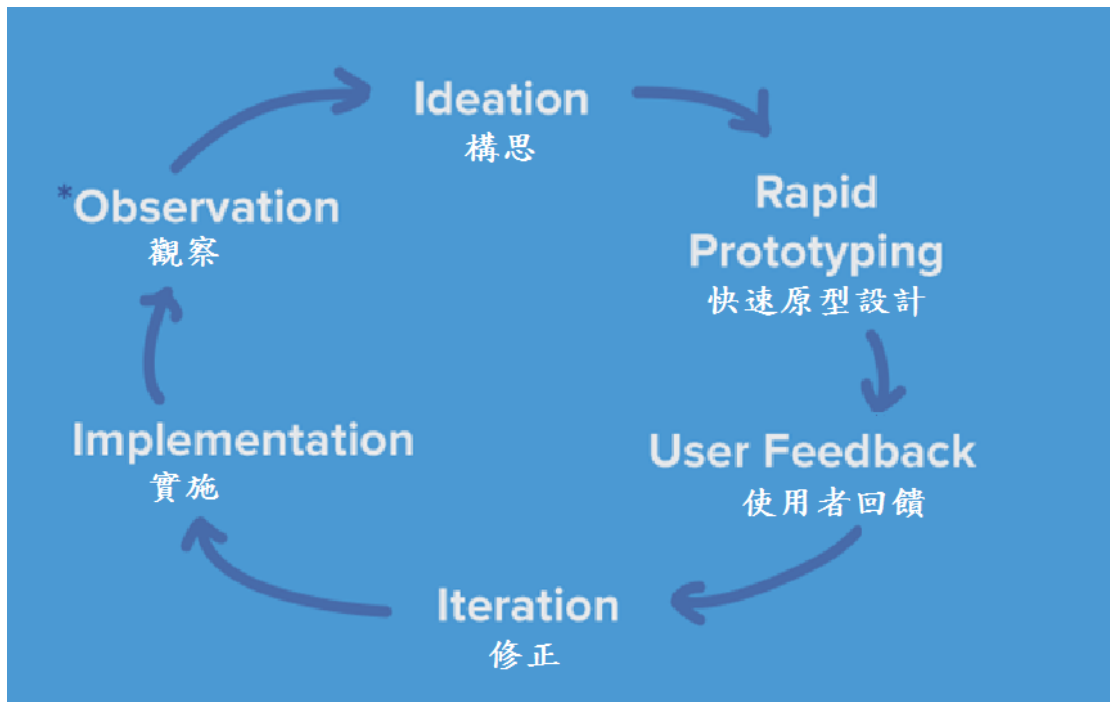 Ideation
構思
Rapid
Prototyping
快速原型設計
User Feedback
使用者回饋
Iteration
修正
Implementation
實施
*Observation
觀察